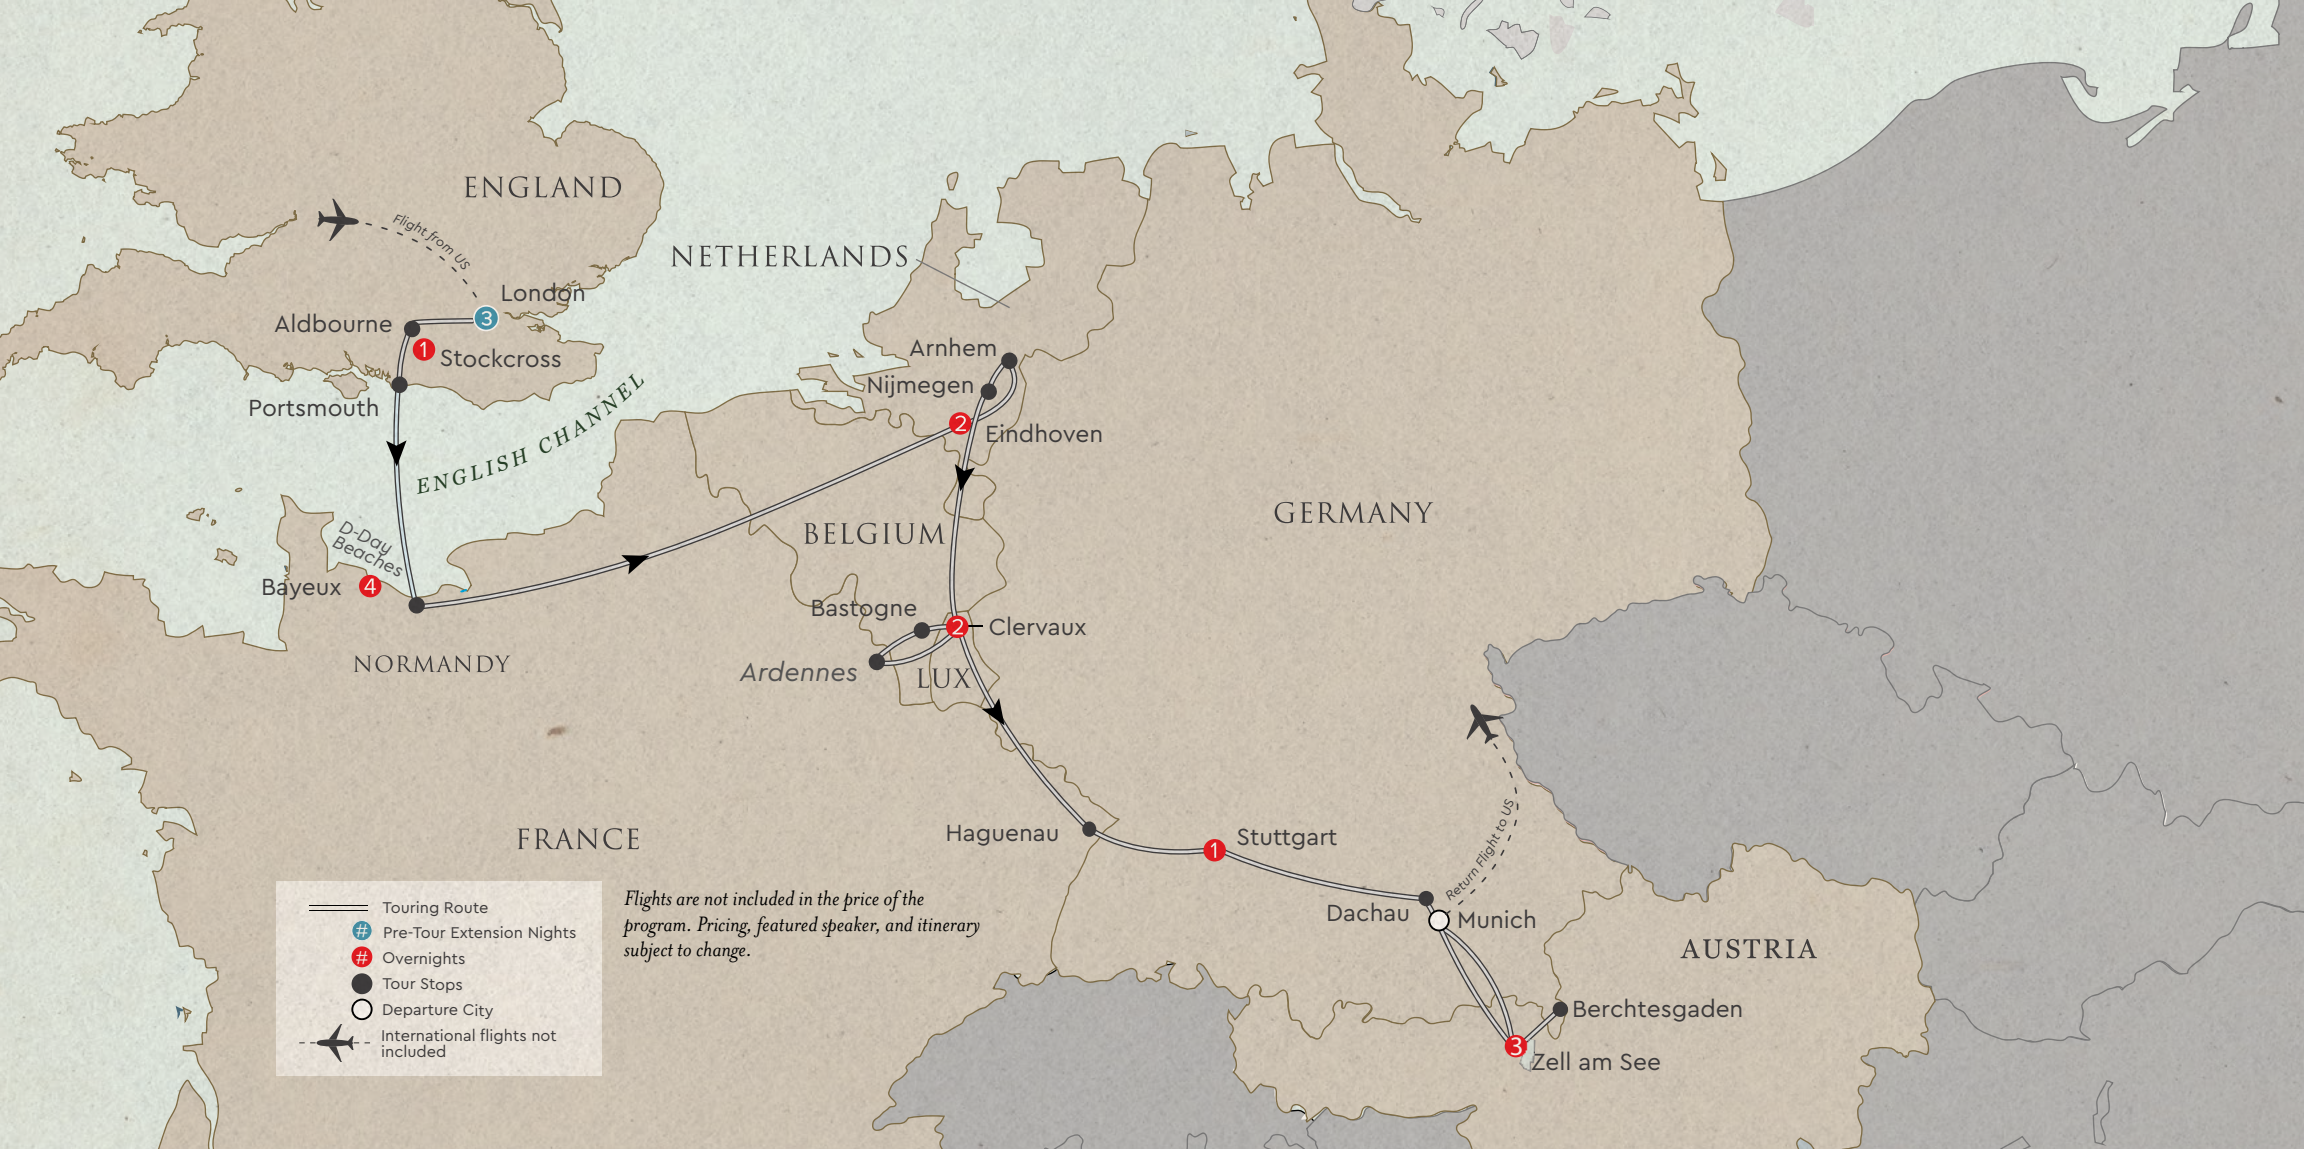 ENGLAND
Flight from US
NETHERLANDS
London
3
Aldbourne
1
Stockcross
Arnhem
Nijmegen
Portsmouth
2
Eindhoven
ENGLISH CHANNEL
GERMANY
BELGIUM
D-Day
Beaches
Bayeux
4
Bastogne
2
Clervaux
NORMANDY
Ardennes
LUX
Haguenau
Stuttgart
1
FRANCE
Return Flight to US
Dachau
Munich
AUSTRIA
Berchtesgaden
3
Zell am See
Touring Route
# Pre-Tour Extension Nights
# Overnights
Tour Stops
Departure City
International flights not
included
Flights are not included in the price of the
program. Pricing, featured speaker, and itinerary
subject to change.